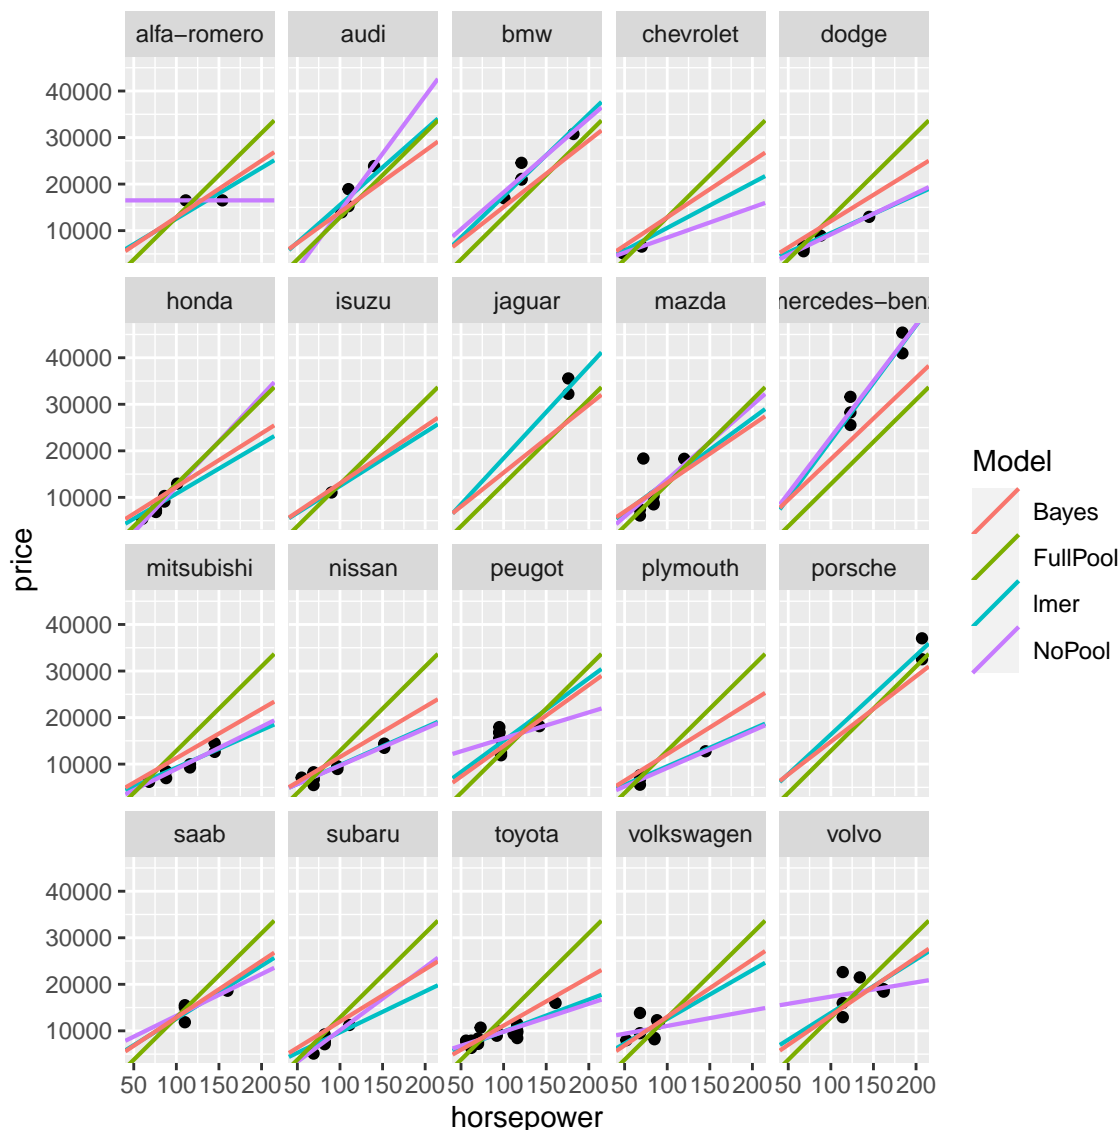 alfa−romero audi bmw chevrolet dodge
40000
30000
20000
10000
honda isuzu jaguar mazda mercedes−benz
40000
30000
20000
10000
mitsubishi nissan peugot plymouth porsche
40000
30000
20000
10000
saab subaru toyota volkswagen volvo
40000
30000
20000
10000
50 100 150 200 50 100 150 200 50 100 150 200 50 100 150 200 50 100 150 200
horsepower
price
Model
Bayes
FullPool
lmer
NoPool